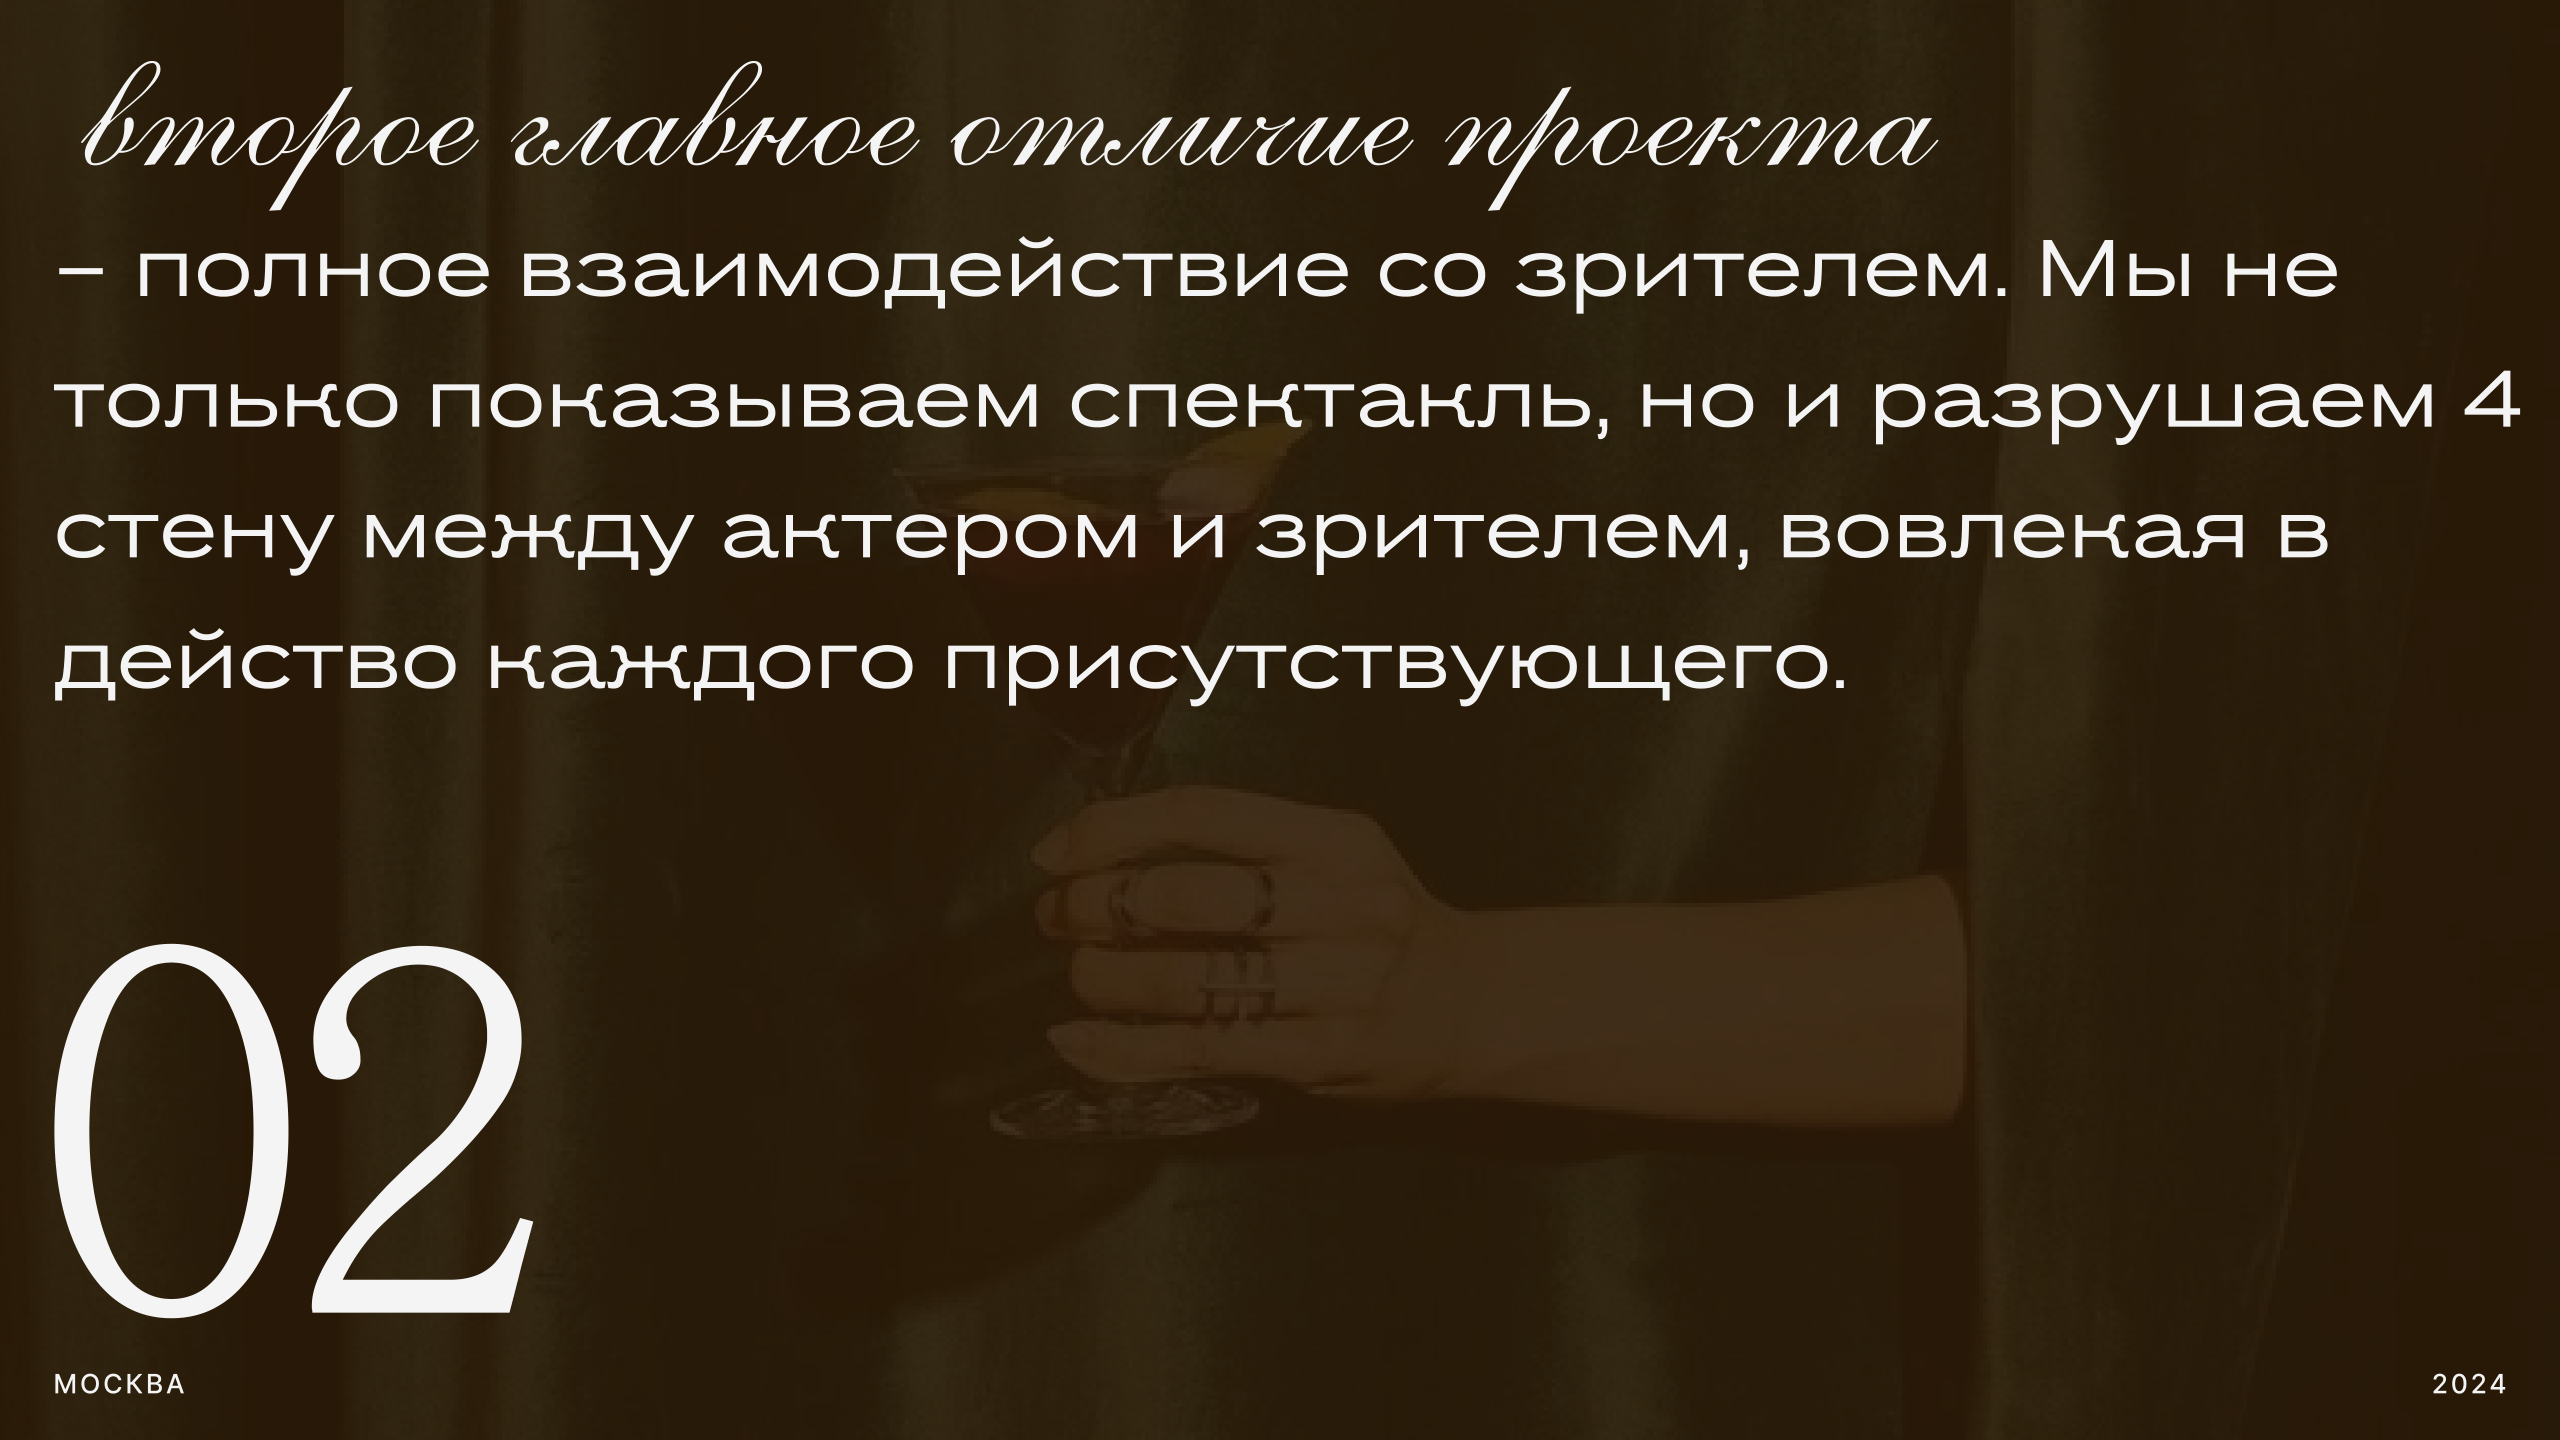 второе главное отличие проекта
– полное взаимодействие со зрителем. Мы не
только показываем спектакль, но и разрушаем 4
стену между актером и зрителем, вовлекая в
действо каждого присутствующего.
02
МОСКВА
2024